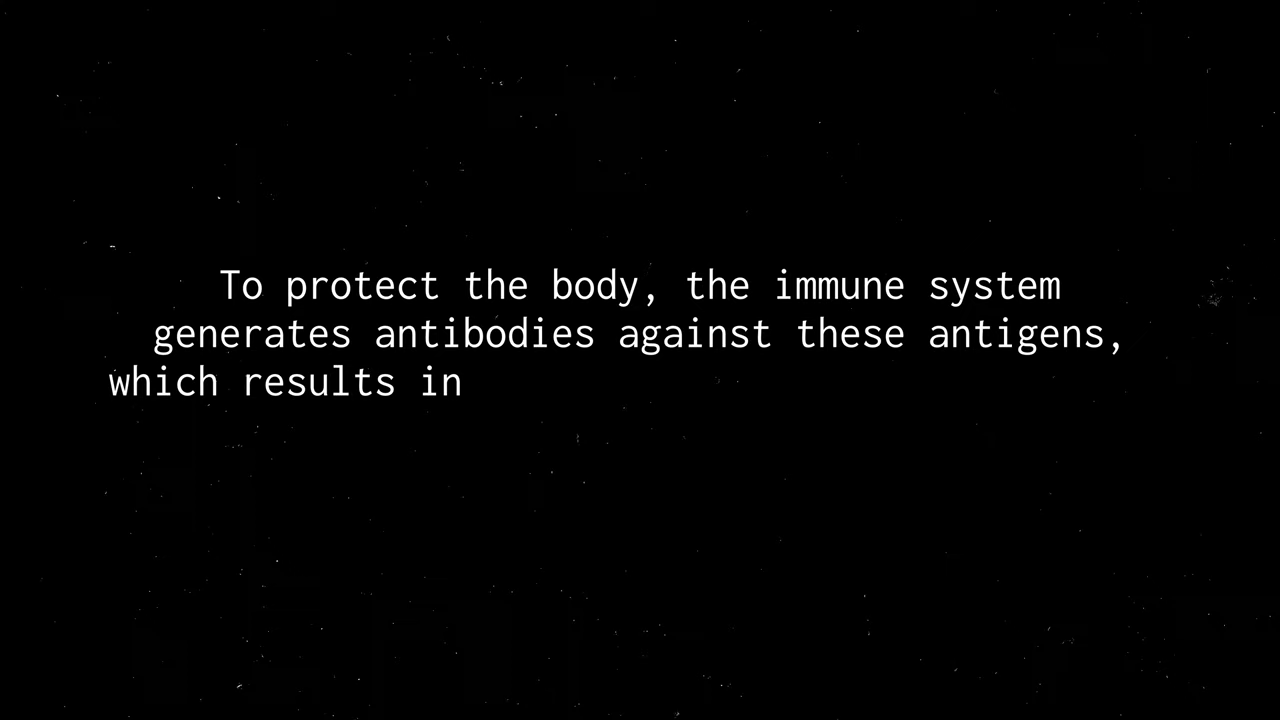 To protect the body, the immune system
generates antibodies against these antigens,
which results in